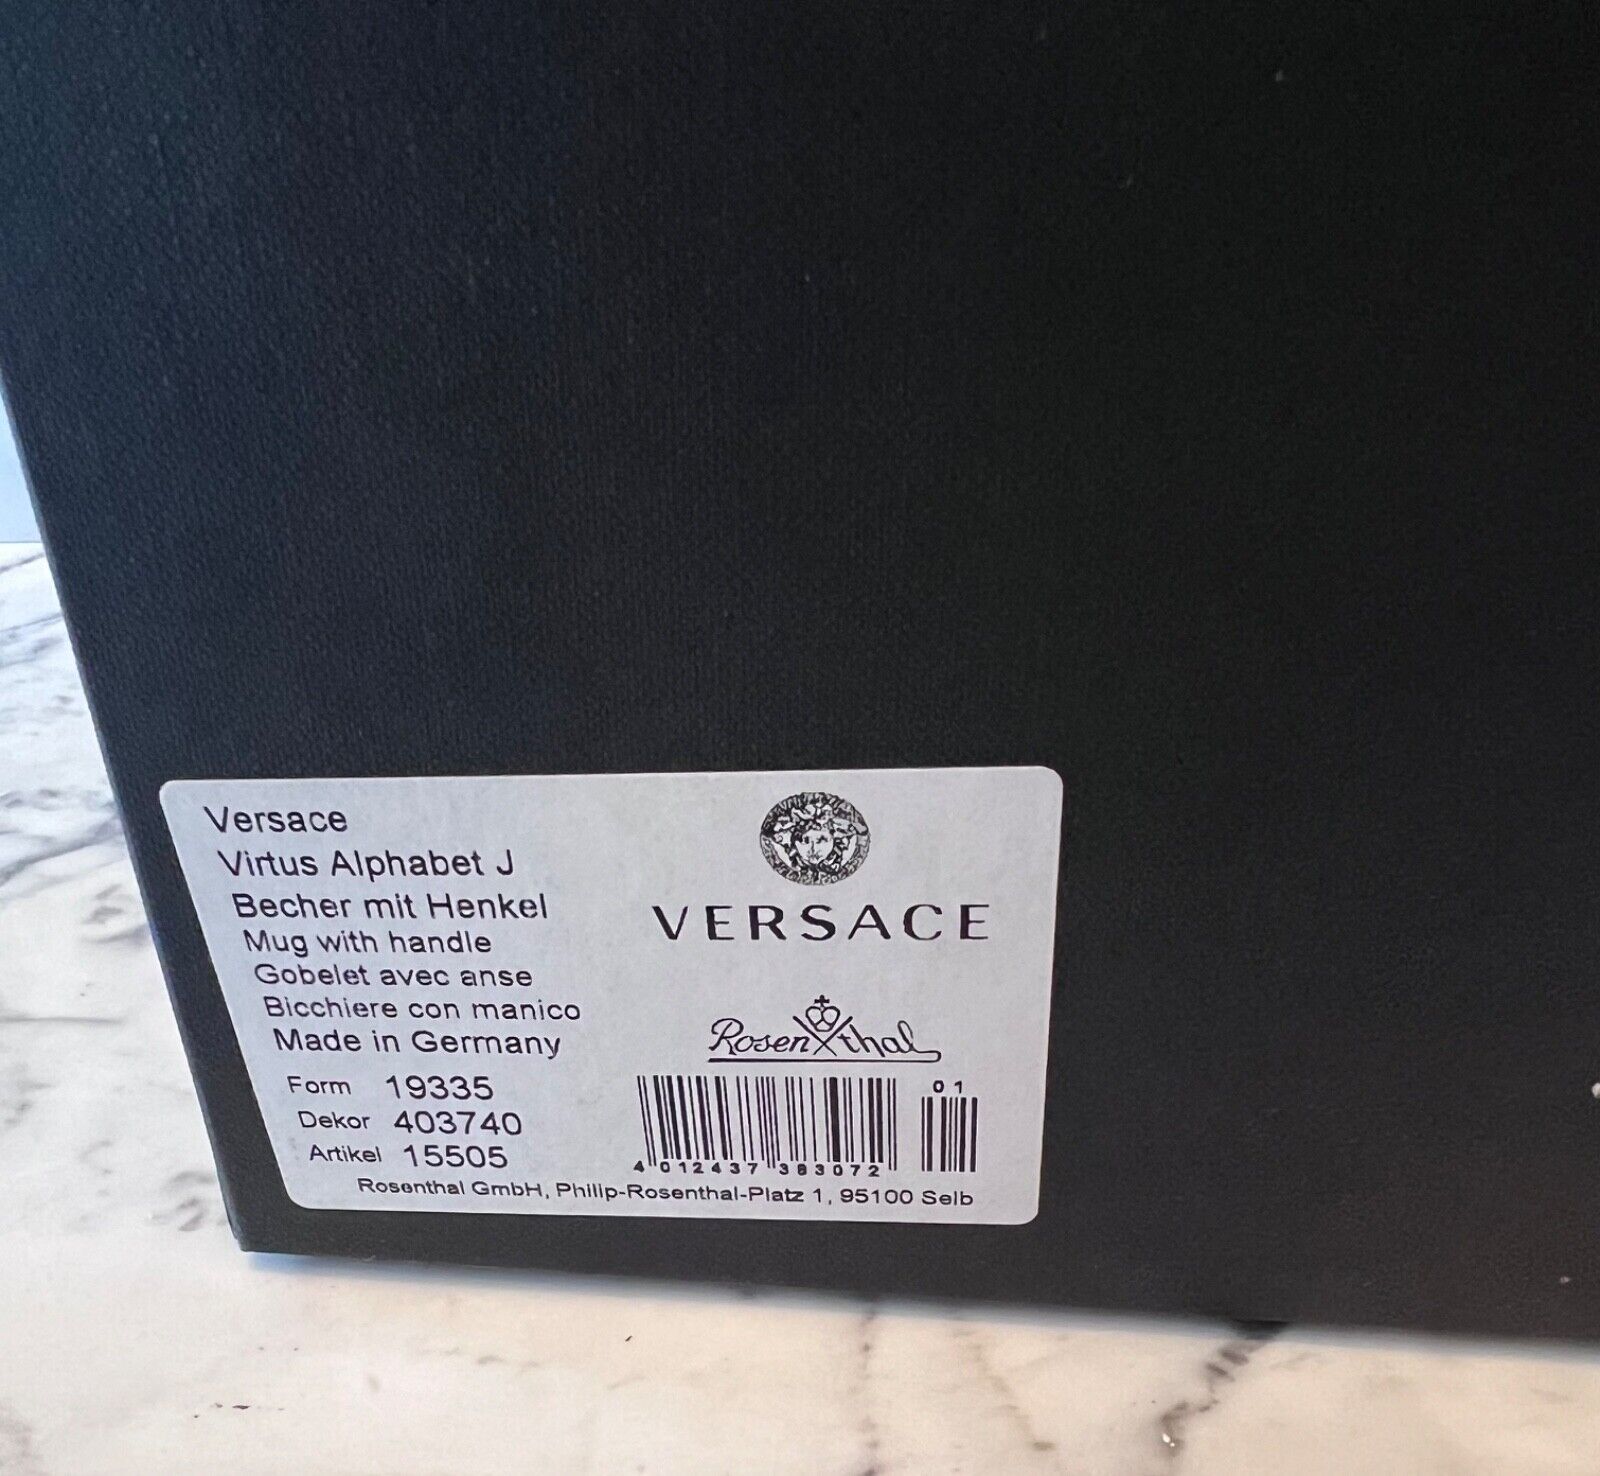 Versace
Virtus Alphabet J
Becher mit Henkel
Mug with handle
Gobelet avec anse
Bicchiere con manico
Made in Germany
Form 19335
Dekor 403740
Artikel 15505
VERSACE
Rosenthal
01
4 012437 383072
Rosenthal GmbH, Philip-Rosenthal-Platz 1, 95100 Selb